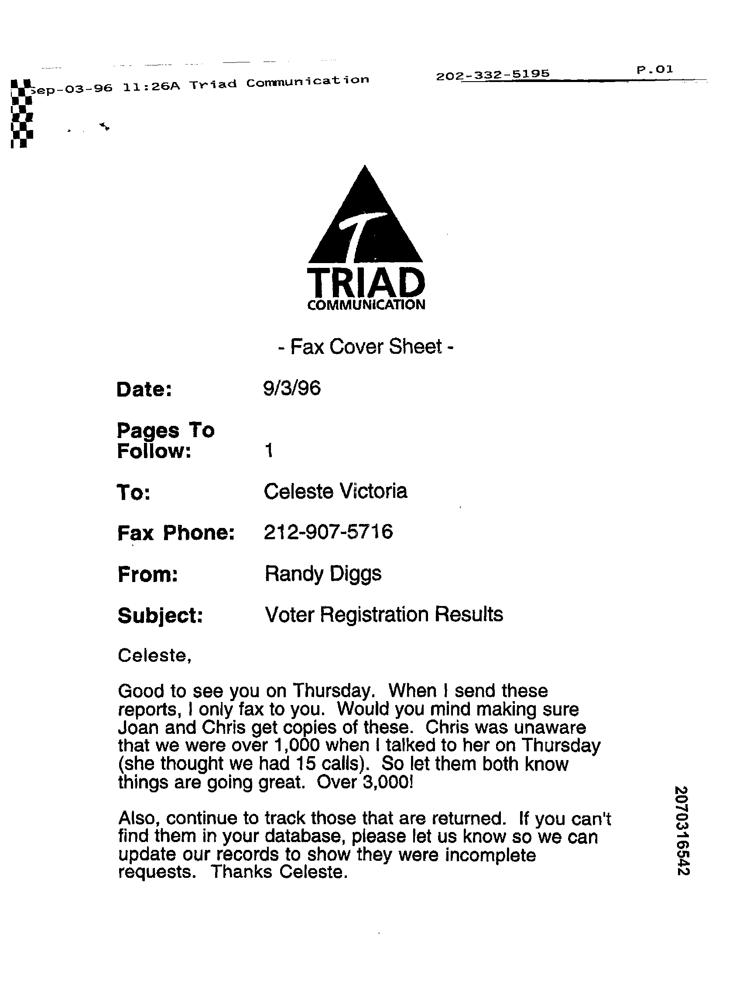 Sep-03-96 11:26A Triad Communication 202-332-5195 P.01
T
TRIAD
COMMUNICATION
- Fax Cover Sheet -
Date: 9/3/96
Pages To
Follow: 1
To: Celeste Victoria
Fax Phone: 212-907-5716
From: Randy Diggs
Subject: Voter Registration Results
Celeste,
Good to see you on Thursday. When I send these
reports, I only fax to you. Would you mind making sure
Joan and Chris get copies of these. Chris was unaware
that we were over 1,000 when I talked to her on Thursday
(she thought we had 15 calls). So let them both know
things are going great. Over 3,000!
Also, continue to track those that are returned. If you can't
find them in your database, please let us know so we can
update our records to show they were incomplete
requests. Thanks Celeste.
2070316542